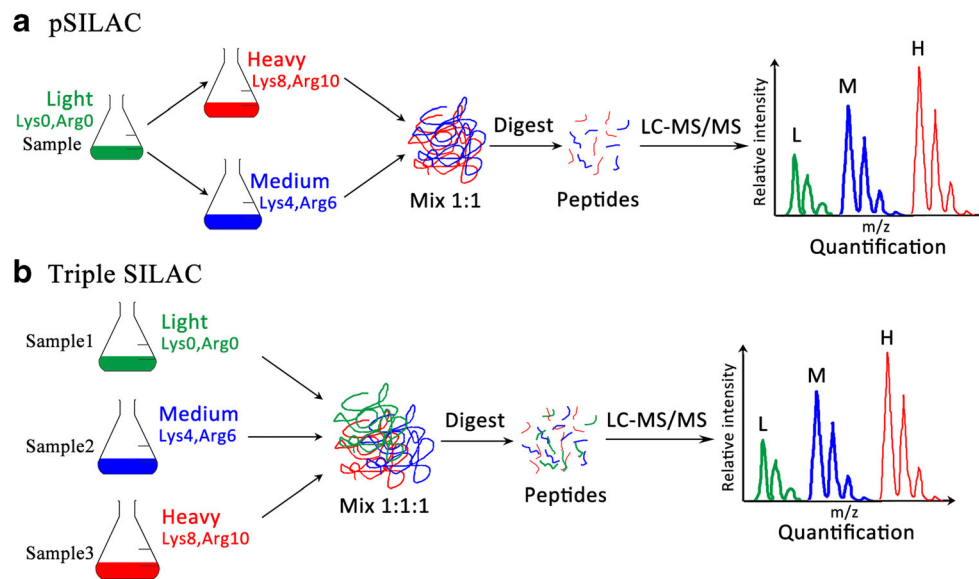 a pSILAC
Light
Lys0,Arg0
Sample
Heavy
Lys8,Arg10
Medium
Lys4,Arg6
Mix 1:1
Digest
Peptides
LC-MS/MS
Relative intensity
L
M
H
m/z
Quantification
b Triple SILAC
Sample1
Light
Lys0,Arg0
Sample2
Medium
Lys4,Arg6
Sample3
Heavy
Lys8,Arg10
Mix 1:1:1
Digest
Peptides
LC-MS/MS
Relative intensity
L
M
H
m/z
Quantification